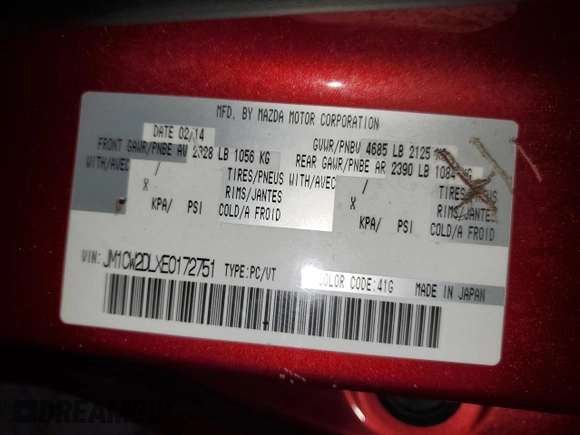 MFD. BY MAZDA MOTOR CORPORATION
DATE 02/14 GVWR/PNBV 4685 LB 2125
FRONT GAWR/PNBE AV 2328 LB 1056 KG REAR GAWR/PNBE AR 2390 LB 1084 KG
WITH/AVEC / TIRES/PNEUS WITH/AVEC / TIRES/PNEUS
X RIMS/JANTES X RIMS/JANTES
KPA/ PSI COLD/A FROID KPA/ PSI COLD/A FROID
VIN: JM1CW2DLXE0172751 TYPE:PC/VT COLOR CODE:41G MADE IN JAPAN
DREAMBID